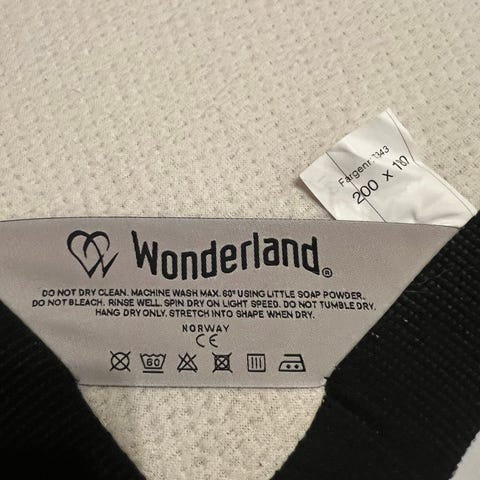 Fargenr.
200 x
Wonderland®
DO NOT DRY CLEAN. MACHINE WASH MAX. 60° USING LITTLE SOAP POWDER.
DO NOT BLEACH. RINSE WELL. SPIN DRY ON LIGHT SPEED. DO NOT TUMBLE DRY.
HANG DRY ONLY. STRETCH INTO SHAPE WHEN DRY.
NORWAY
CE
60